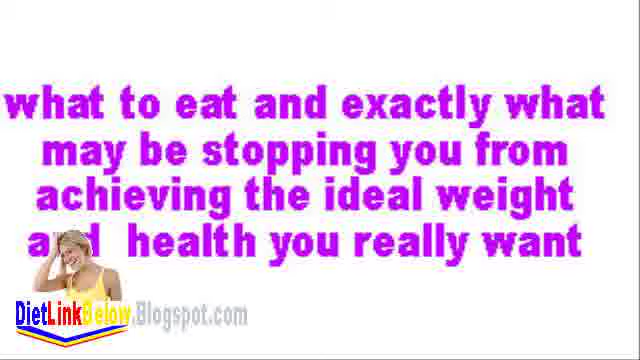 what to eat and exactly what
may be stopping you from
achieving the ideal weight
and health you really want
DietLinkBelow.Blogspot.com